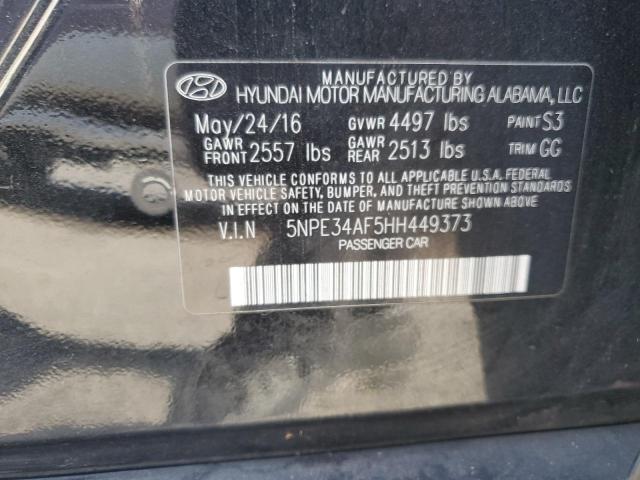 MANUFACTURED BY
HYUNDAI MOTOR MANUFACTURING ALABAMA, LLC
May/24/16 GVWR 4497 lbs PAINT S3
GAWR FRONT 2557 lbs GAWR REAR 2513 lbs TRIM GG
THIS VEHICLE CONFORMS TO ALL APPLICABLE U.S.A. FEDERAL
MOTOR VEHICLE SAFETY, BUMPER, AND THEFT PREVENTION STANDARDS
IN EFFECT ON THE DATE OF MANUFACTURE SHOWN ABOVE.
V.I.N 5NPE34AF5HH449373
PASSENGER CAR